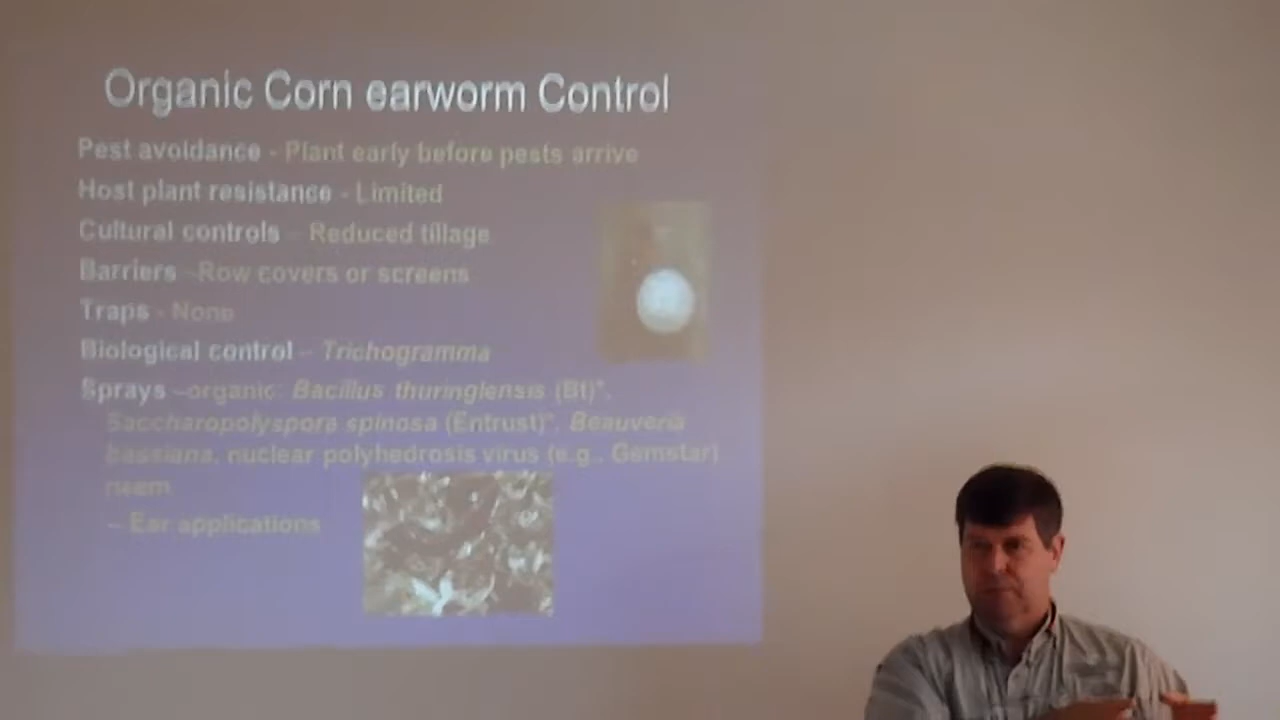 Organic Corn earworm Control
Pest avoidance - Plant early before pests arrive
Host plant resistance - Limited
Cultural controls – Reduced tillage
Barriers -Row covers or screens
Traps - None
Biological control – Trichogramma
Sprays –organic: Bacillus thuringiensis (Bt)*,
Saccharopolyspora spinosa (Entrust)*, Beauveria
bassiana, nuclear polyhedrosis virus (e.g., Gemstar)
neem
– Ear applications